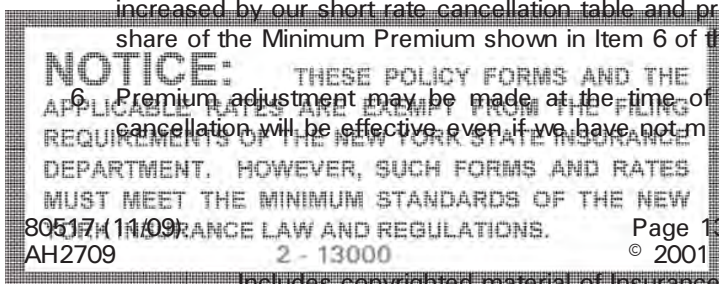 increased by our short rate cancellation table and pr
share of the Minimum Premium shown in Item 6 of
NOTICE: THESE POLICY FORMS AND THE
6. Premium adjustment may be made at the time of
APPLICABLE RATES ARE EXEMPT FROM THE FILING
cancellation will be effective even if we have not m
REQUIREMENTS OF THE NEW YORK STATE INSURANCE
DEPARTMENT. HOWEVER, SUCH FORMS AND RATES
MUST MEET THE MINIMUM STANDARDS OF THE NEW
YORK INSURANCE LAW AND REGULATIONS.
80517 (11/09) Page 1
AH2709 2 - 13000 © 2001
Includes copyrighted material of Insurance